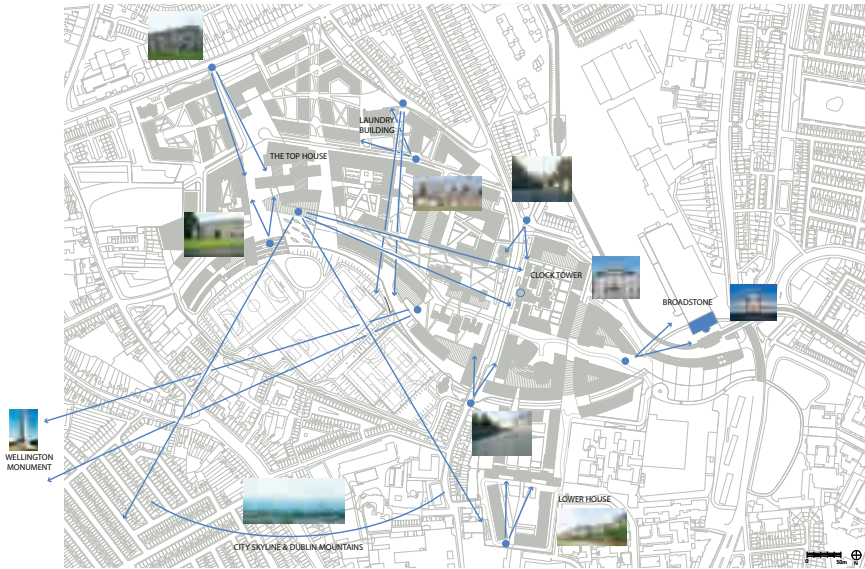 LAUNDRY
BUILDING
THE TOP HOUSE
CLOCK TOWER
BROADSTONE
WELLINGTON
MONUMENT
LOWER HOUSE
CITY SKYLINE & DUBLIN MOUNTAINS
0 50m N